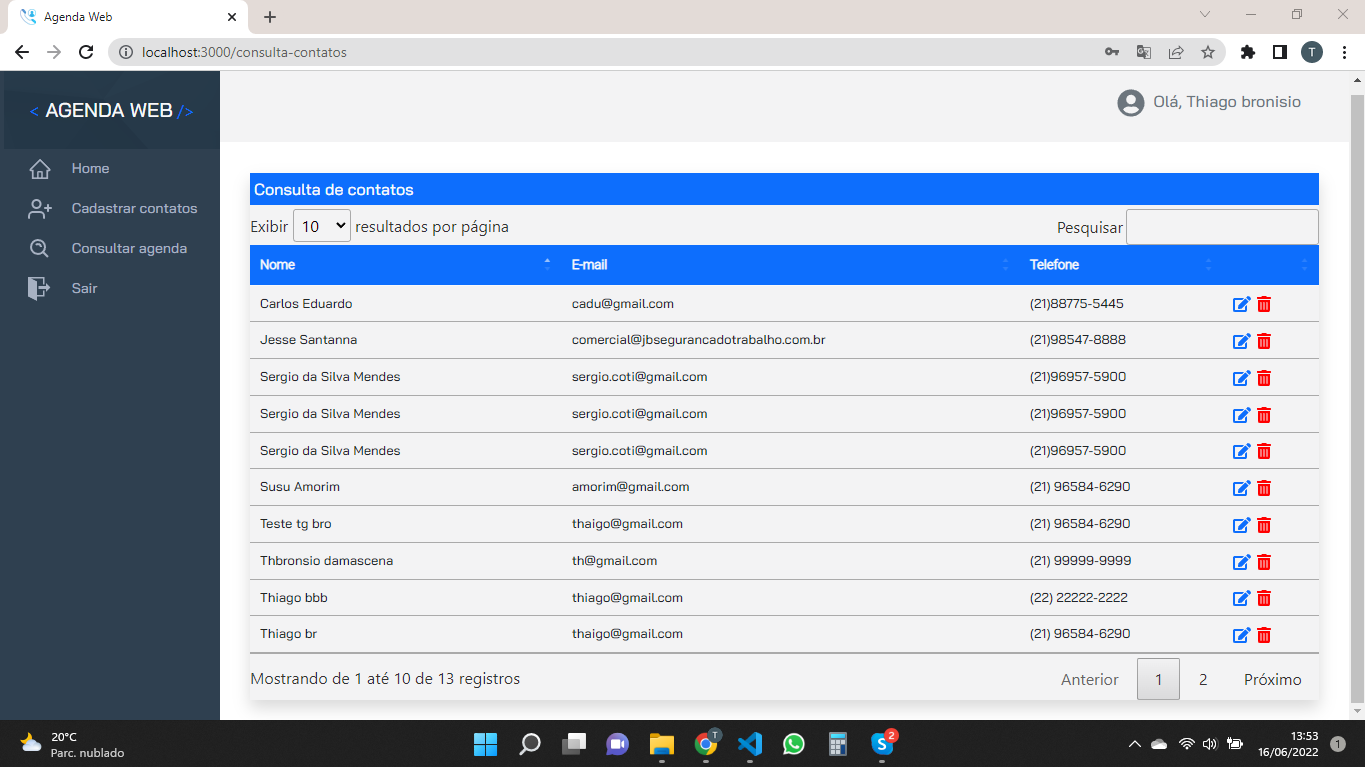 Agenda Web
localhost:3000/consulta-contatos
T
< AGENDA WEB />
Olá, Thiago bronisio
Home
Cadastrar contatos
Consultar agenda
Sair
Consulta de contatos
Exibir 10 resultados por página
Pesquisar
Nome E-mail Telefone
Carlos Eduardo cadu@gmail.com (21)88775-5445
Jesse Santanna comercial@jbsegurancadotrabalho.com.br (21)98547-8888
Sergio da Silva Mendes sergio.coti@gmail.com (21)96957-5900
Sergio da Silva Mendes sergio.coti@gmail.com (21)96957-5900
Sergio da Silva Mendes sergio.coti@gmail.com (21)96957-5900
Susu Amorim amorim@gmail.com (21) 96584-6290
Teste tg bro thaigo@gmail.com (21) 96584-6290
Thbronsio damascena th@gmail.com (21) 99999-9999
Thiago bbb thiago@gmail.com (22) 22222-2222
Thiago br thaigo@gmail.com (21) 96584-6290
Mostrando de 1 até 10 de 13 registros
Anterior 1 2 Próximo
20°C
Parc. nublado
T
2
13:53
16/06/2022
1